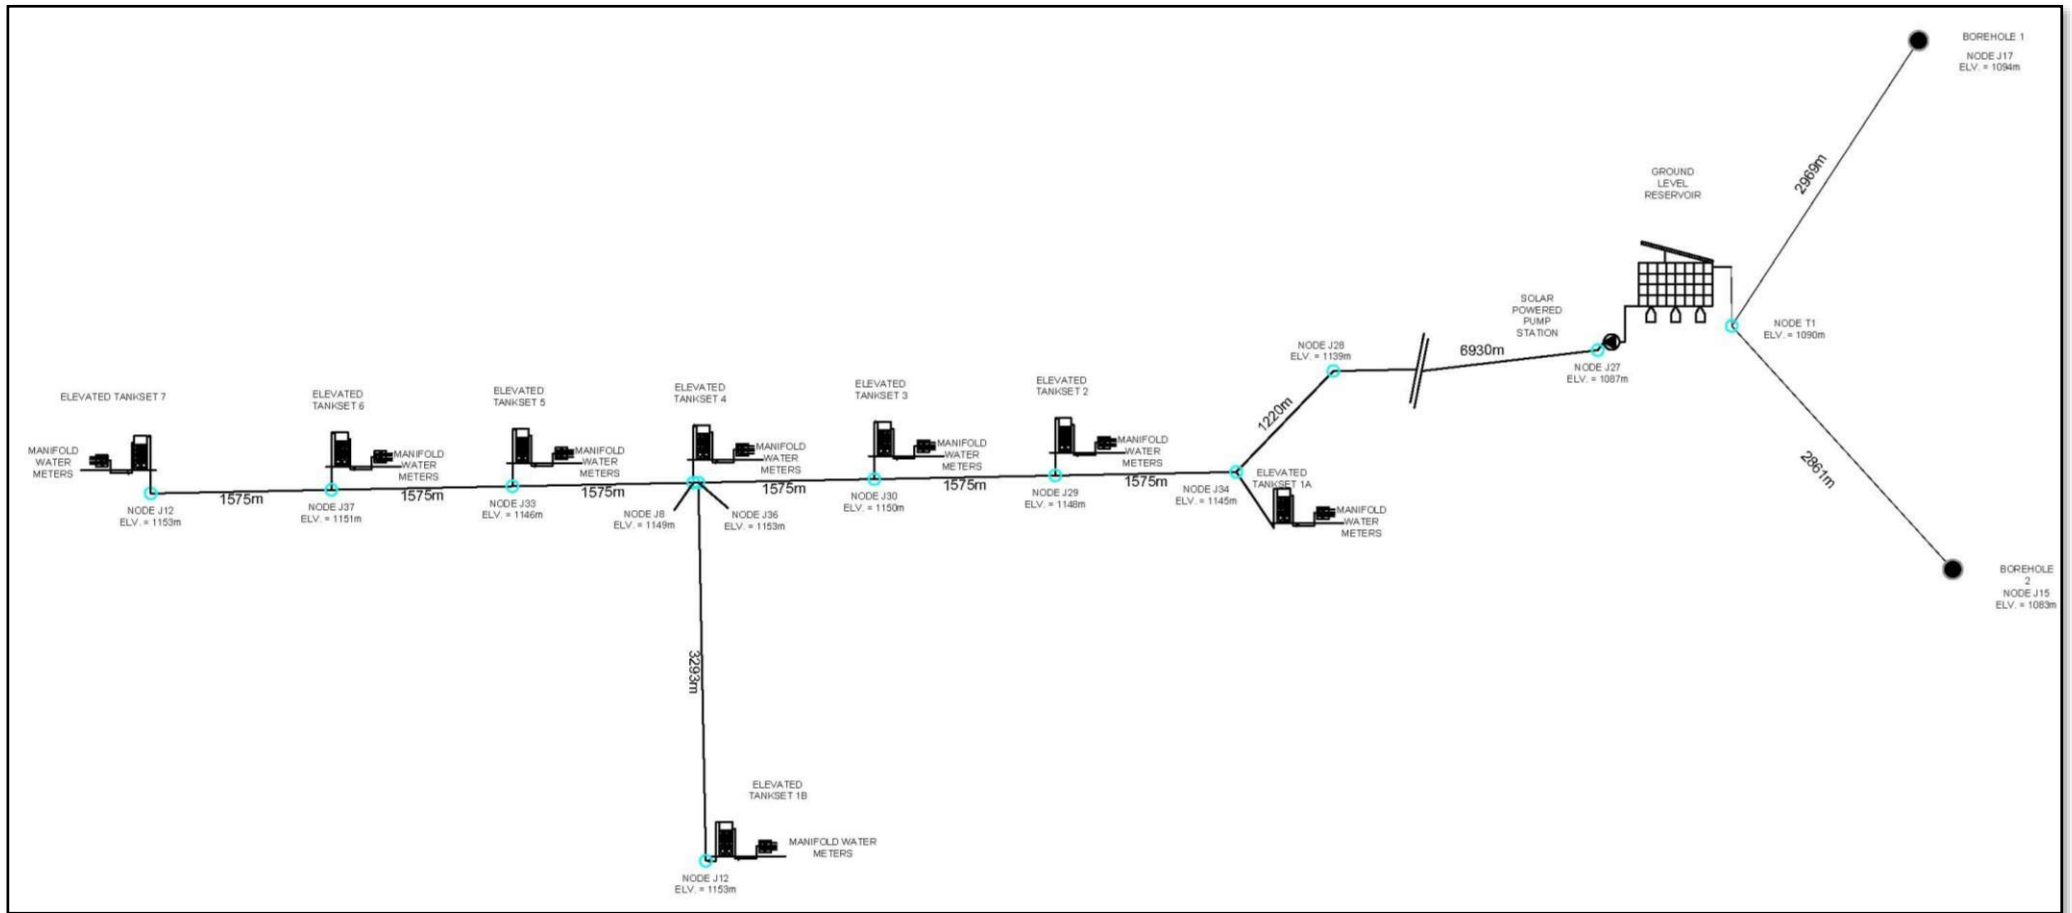 BOREHOLE 1
NODE J17
ELV. = 1094m
2969m
GROUND
LEVEL
RESERVOIR
SOLAR
POWERED
PUMP
STATION
NODE T1
ELV. = 1090m
6930m
NODE J27
ELV. = 1087m
NODE J28
ELV. = 1139m
1220m
2861m
BOREHOLE
2
NODE J15
ELV. = 1083m
ELEVATED TANKSET 7
MANIFOLD
WATER
METERS
NODE J12
ELV. = 1153m
1575m
ELEVATED
TANKSET 6
MANIFOLD
WATER
METERS
NODE J37
ELV. = 1151m
1575m
ELEVATED
TANKSET 5
MANIFOLD
WATER
METERS
NODE J33
ELV. = 1146m
1575m
ELEVATED
TANKSET 4
MANIFOLD
WATER
METERS
NODE J8
ELV. = 1149m
NODE J36
ELV. = 1153m
1575m
ELEVATED
TANKSET 3
MANIFOLD
WATER
METERS
NODE J30
ELV. = 1150m
1575m
ELEVATED
TANKSET 2
MANIFOLD
WATER
METERS
NODE J29
ELV. = 1148m
1575m
NODE J34
ELV. = 1145m
ELEVATED
TANKSET 1A
MANIFOLD
WATER
METERS
3293m
ELEVATED
TANKSET 1B
MANIFOLD WATER
METERS
NODE J12
ELV. = 1153m